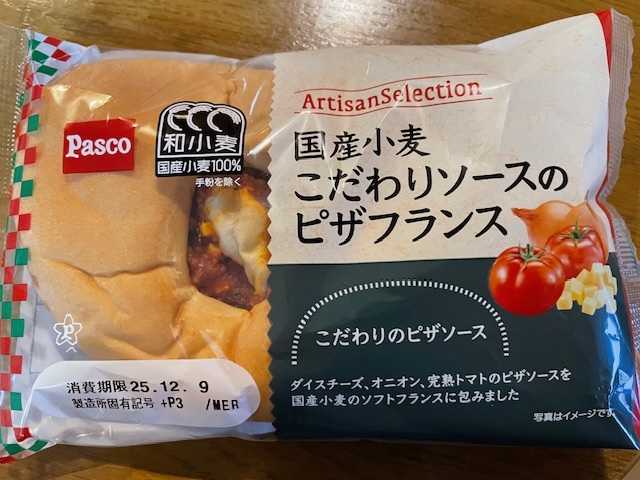 Pasco
和小麦
国産小麦100%
手粉を除く
ArtisanSelection
国産小麦
こだわりソースの
ピザフランス
こだわりのピザソース
ダイスチーズ、オニオン、完熟トマトのピザソースを
国産小麦のソフトフランスに包みました
写真はイメージです
消費期限 25.12. 9
製造所固有記号 +P3 /MER